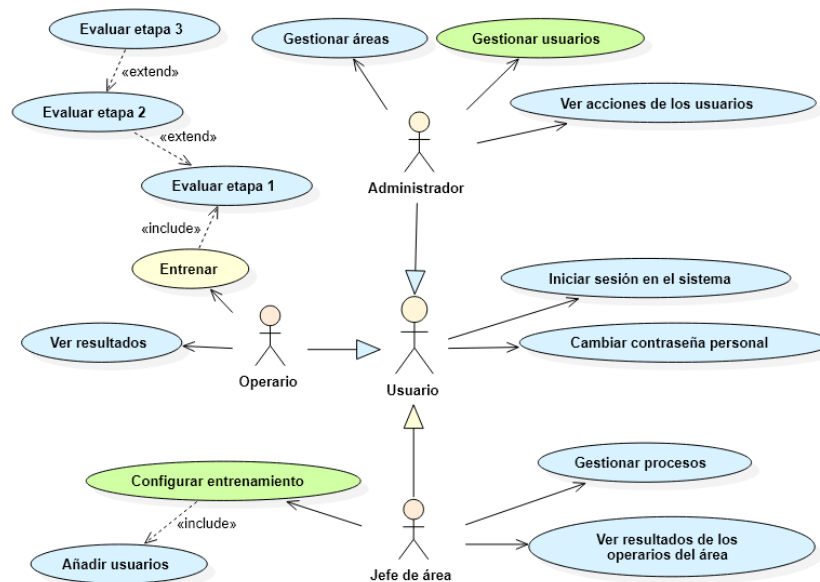 Evaluar etapa 3
Gestionar áreas
Gestionar usuarios
«extend»
Evaluar etapa 2
Ver acciones de los usuarios
«extend»
Evaluar etapa 1
Administrador
«include»
Entrenar
Iniciar sesión en el sistema
Ver resultados
Cambiar contraseña personal
Operario
Usuario
Gestionar procesos
Configurar entrenamiento
«include»
Ver resultados de los
operarios del área
Añadir usuarios
Jefe de área